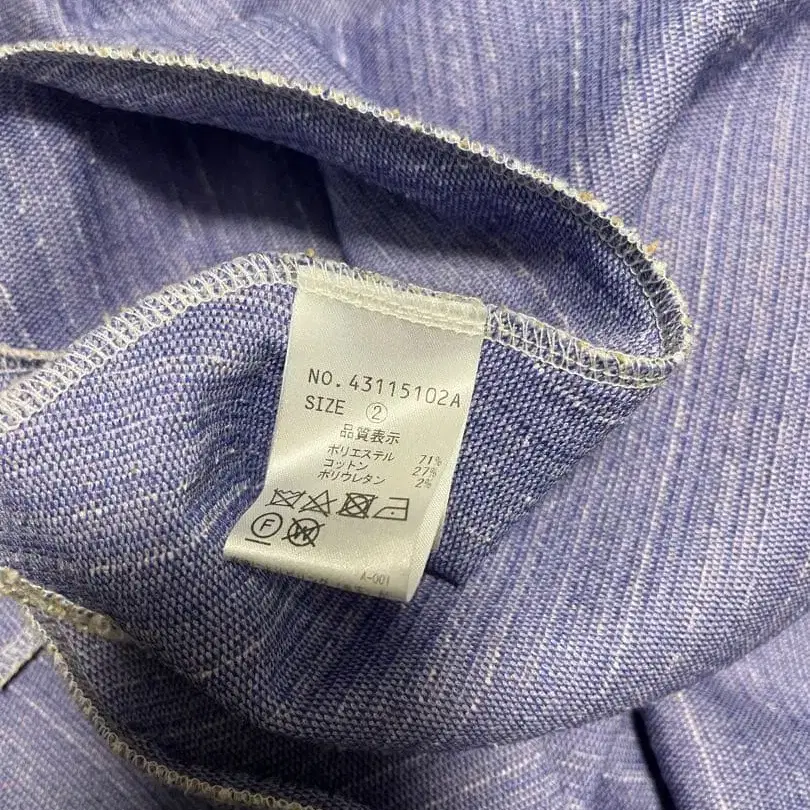 NO. 43115102A
SIZE ②
品質表示
ポリエステル 71%
コットン 27%
ポリウレタン 2%
F W
A-001